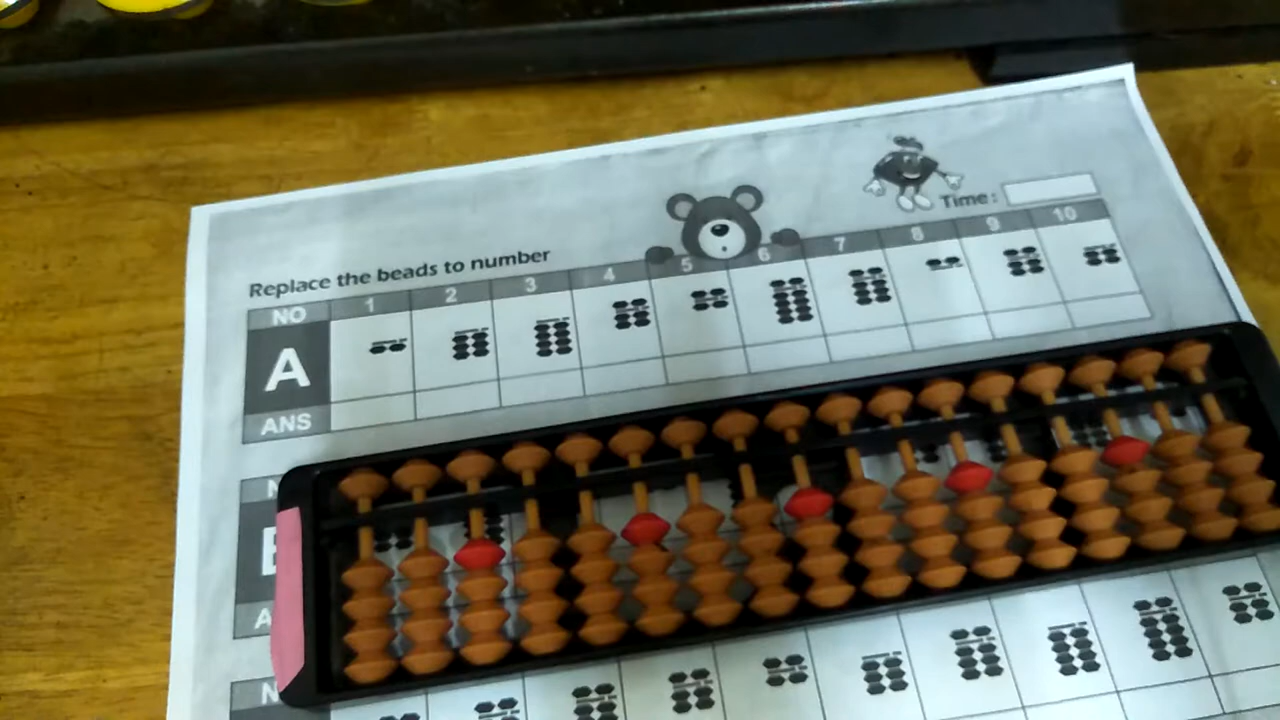 Time:
Replace the beads to number
NO 1 2 3 4 5 6 7 8 9 10
A
ANS